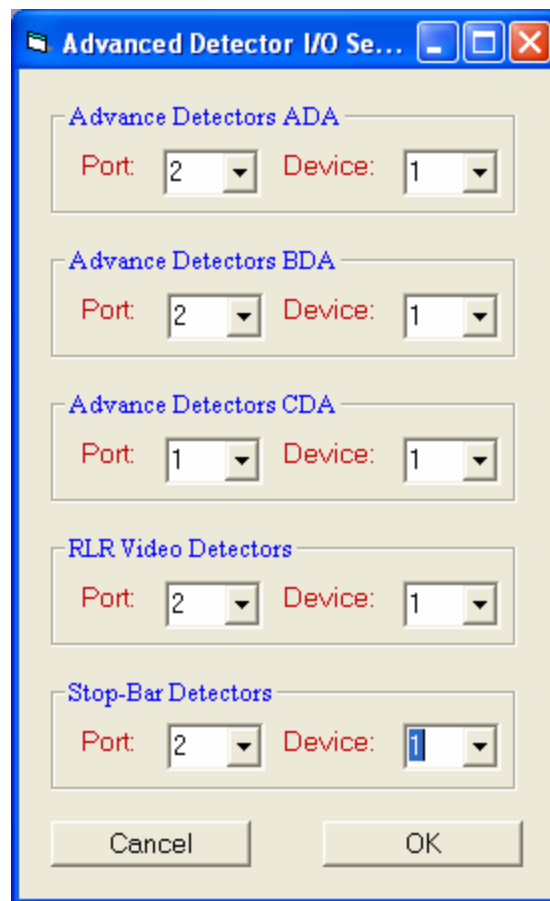 Advanced Detector I/O Se...
Advance Detectors ADA
Port: 2 Device: 1
Advance Detectors BDA
Port: 2 Device: 1
Advance Detectors CDA
Port: 1 Device: 1
RLR Video Detectors
Port: 2 Device: 1
Stop-Bar Detectors
Port: 2 Device: 1
Cancel OK